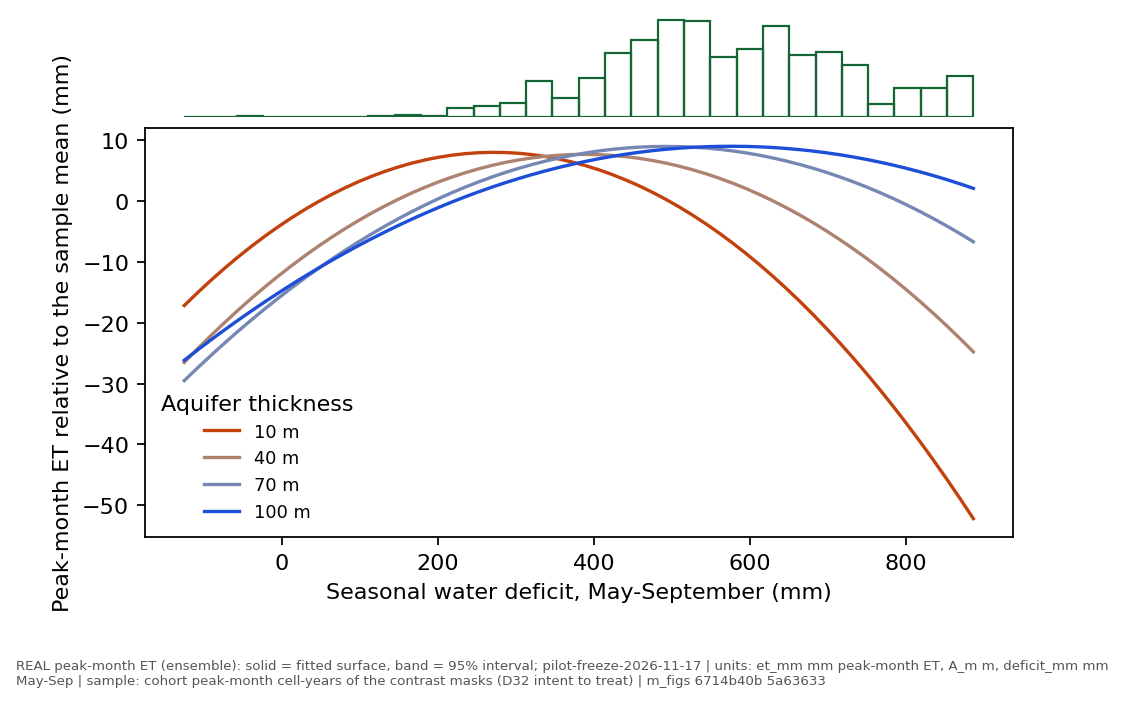 Peak-month ET relative to the sample mean (mm)
10
0
−10
−20
−30
−40
−50
Aquifer thickness
10 m
40 m
70 m
100 m
0 200 400 600 800
Seasonal water deficit, May-September (mm)
REAL peak-month ET (ensemble): solid = fitted surface, band = 95% interval; pilot-freeze-2026-11-17 | units: et_mm mm peak-month ET, A_m m, deficit_mm mm
May-Sep | sample: cohort peak-month cell-years of the contrast masks (D32 intent to treat) | m_figs 6714b40b 5a63633